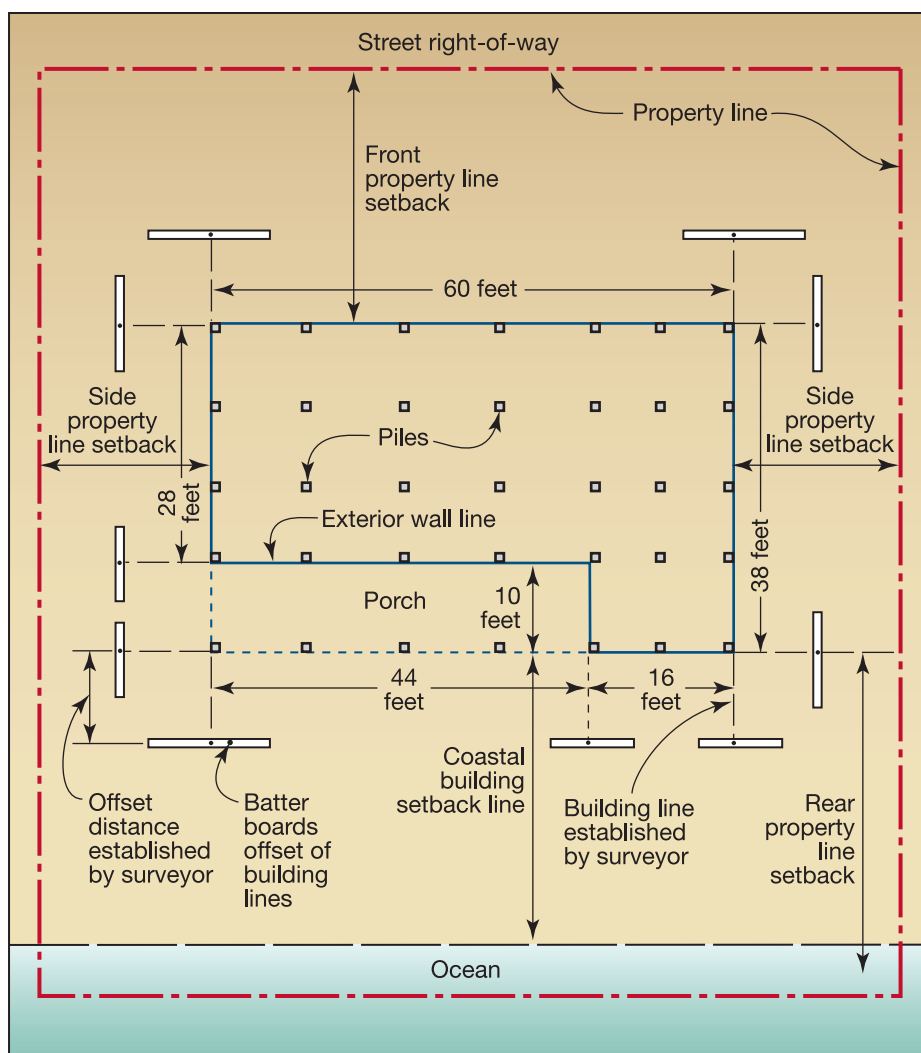 Street right-of-way
Property line
Front
property line
setback
60 feet
Side
property
line setback
Side
property
line setback
Piles
28
feet
Exterior wall line
38 feet
Porch
10
feet
44
feet
16
feet
Coastal
building
setback line
Offset
distance
established
by surveyor
Batter
boards
offset of
building
lines
Building line
established
by surveyor
Rear
property
line
setback
Ocean